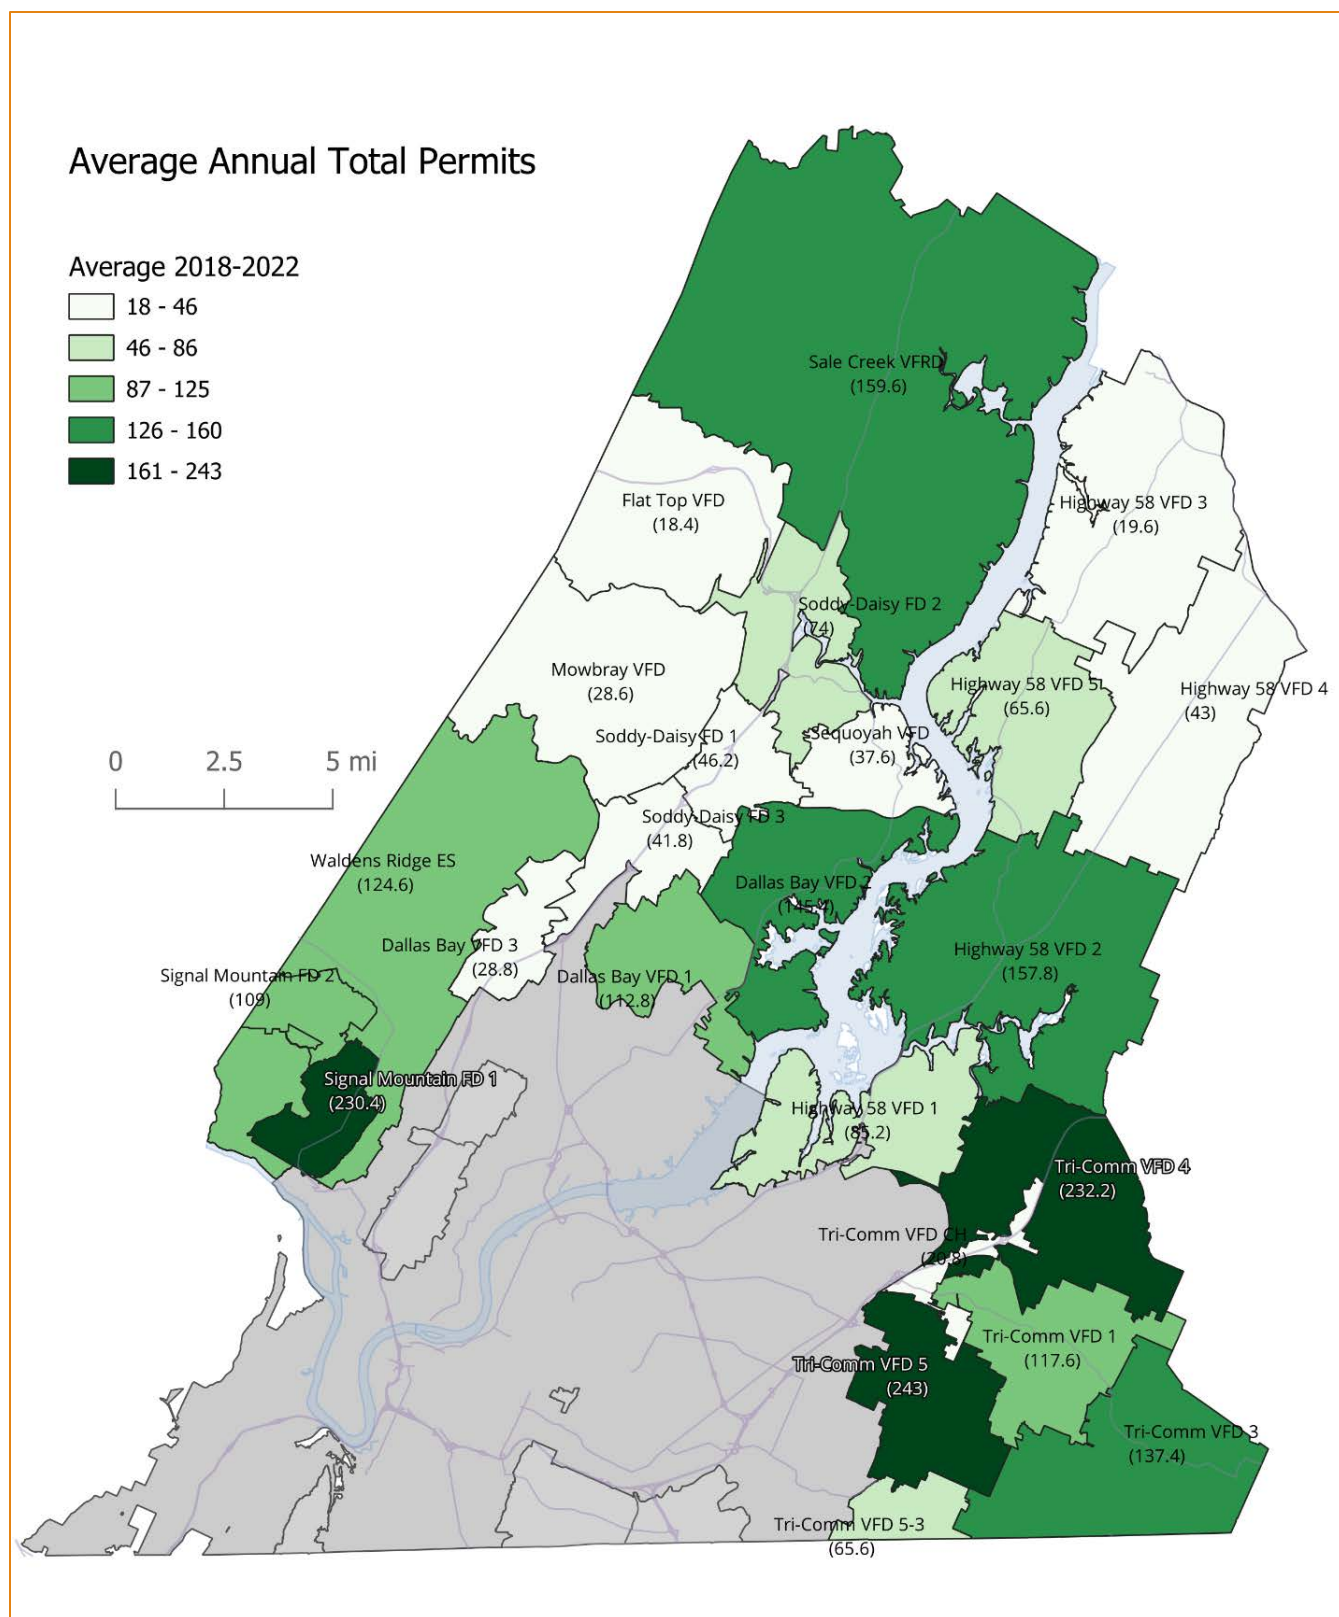 Average Annual Total Permits
Average 2018-2022
18 - 46
46 - 86
87 - 125
126 - 160
161 - 243
Sale Creek VFRD
(159.6)
Flat Top VFD
(18.4)
Highway 58 VFD 3
(19.6)
Soddy-Daisy FD 2
(74)
Mowbray VFD
(28.6)
Highway 58 VFD 5
(65.6)
Highway 58 VFD 4
(43)
Soddy-Daisy FD 1
(46.2)
Sequoyah VFD
(37.6)
0 2.5 5 mi
Soddy-Daisy FD 3
(41.8)
Waldens Ridge ES
(124.6)
Dallas Bay VFD 2
(145.4)
Dallas Bay VFD 3
(28.8)
Highway 58 VFD 2
(157.8)
Signal Mountain FD 2
(109)
Dallas Bay VFD 1
(112.8)
Signal Mountain FD 1
(230.4)
Highway 58 VFD 1
(85.2)
Tri-Comm VFD 4
(232.2)
Tri-Comm VFD CH
(20.8)
Tri-Comm VFD 1
(117.6)
Tri-Comm VFD 5
(243)
Tri-Comm VFD 3
(137.4)
Tri-Comm VFD 5-3
(65.6)